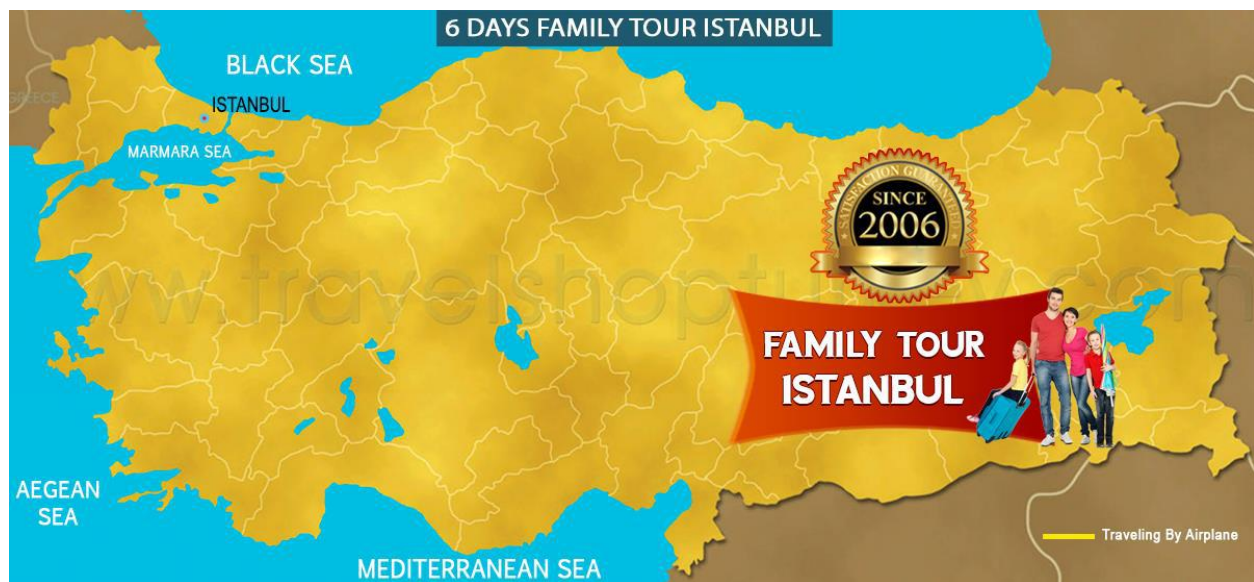 6 DAYS FAMILY TOUR ISTANBUL
BLACK SEA
GREECE
ISTANBUL
MARMARA SEA
SATISFACTION GUARANTEED
SINCE
2006
www.travelshopturkey.com
FAMILY TOUR
ISTANBUL
AEGEAN
SEA
Traveling By Airplane
MEDITERRANEAN SEA